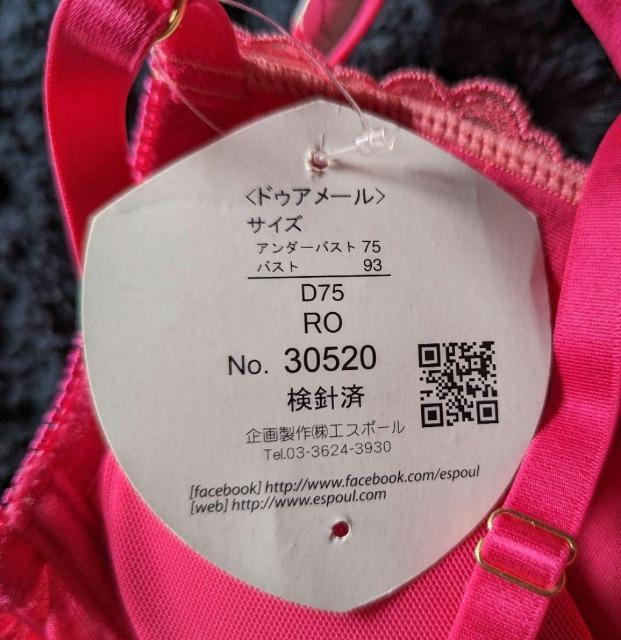 〈ドゥアメール〉
サイズ
アンダーバスト 75
バスト 93
D75
RO
No. 30520
検針済
企画製作㈱エスポール
Tel.03-3624-3930
[facebook] http://www.facebook.com/espoul
[web] http://www.espoul.com